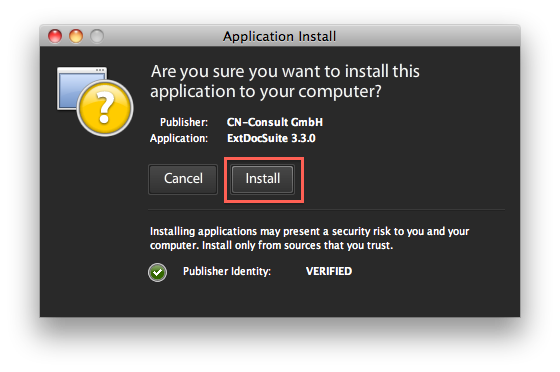 Application Install
Are you sure you want to install this
application to your computer?
Publisher: CN-Consult GmbH
Application: ExtDocSuite 3.3.0
Cancel Install
Installing applications may present a security risk to you and your
computer. Install only from sources that you trust.
Publisher Identity: VERIFIED